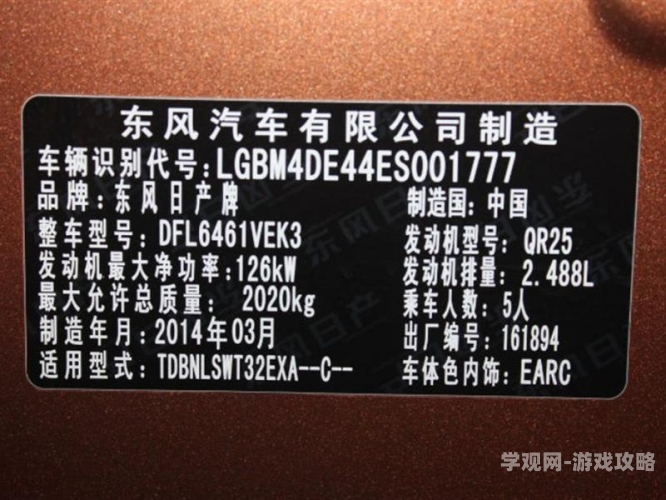 东风汽车有限公司制造
车辆识别代号:LGBM4DE44ES001777
品牌:东风日产牌 制造国:中国
整车型号:DFL6461VEK3 发动机型号:QR25
发动机最大净功率:126kW 发动机排量:2.488L
最大允许总质量: 2020kg 乘车人数:5人
制造年月:2014年03月 出厂编号:161894
适用型式:TDBNLSWT32EXA--C-- 车体色内饰:EARC
学观网-游戏攻略